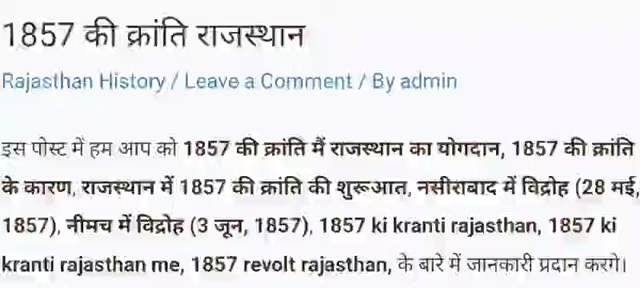 1857 की क्रांति राजस्थान
Rajasthan History / Leave a Comment / By admin
इस पोस्ट में हम आप को 1857 की क्रांति मैं राजस्थान का योगदान, 1857 की क्रांति
के कारण, राजस्थान में 1857 की क्रांति की शुरूआत, नसीराबाद में विद्रोह (28 मई,
1857), नीमच में विद्रोह (3 जून, 1857), 1857 ki kranti rajasthan, 1857 ki
kranti rajasthan me, 1857 revolt rajasthan, के बारे में जानकारी प्रदान करगे।